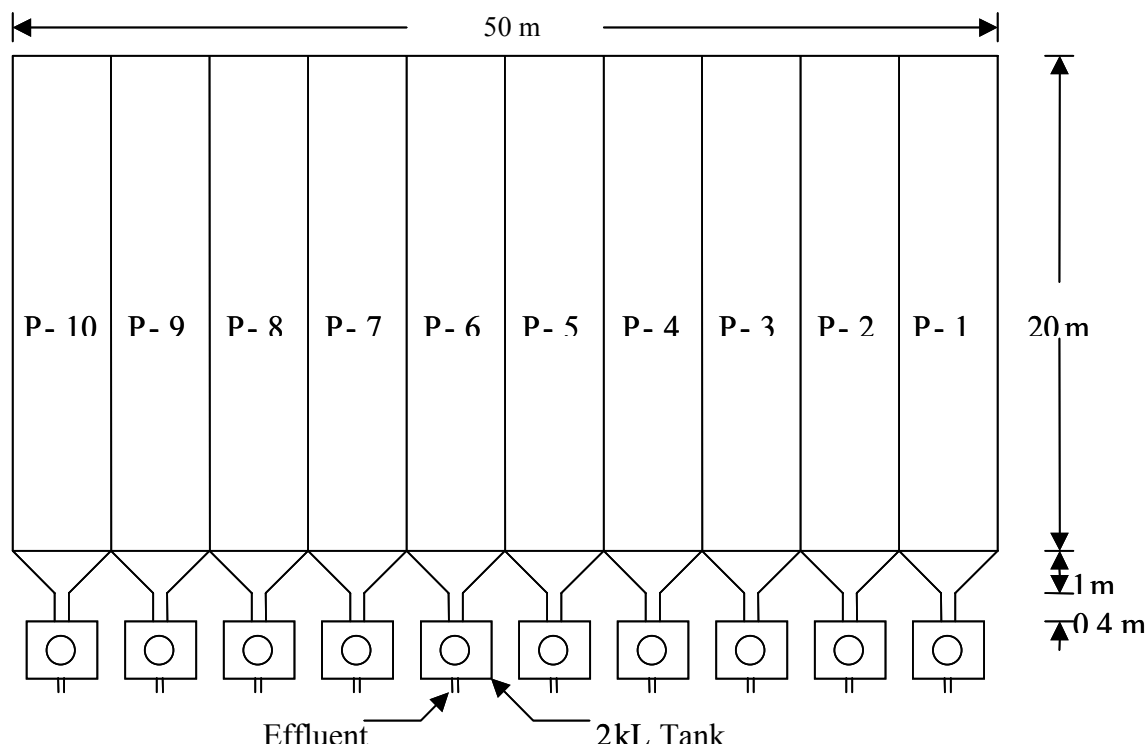 50 m
P- 10 P- 9 P- 8 P- 7 P- 6 P- 5 P- 4 P- 3 P- 2 P- 1 20 m
1 m
0 4 m
Effluent 2kL Tank